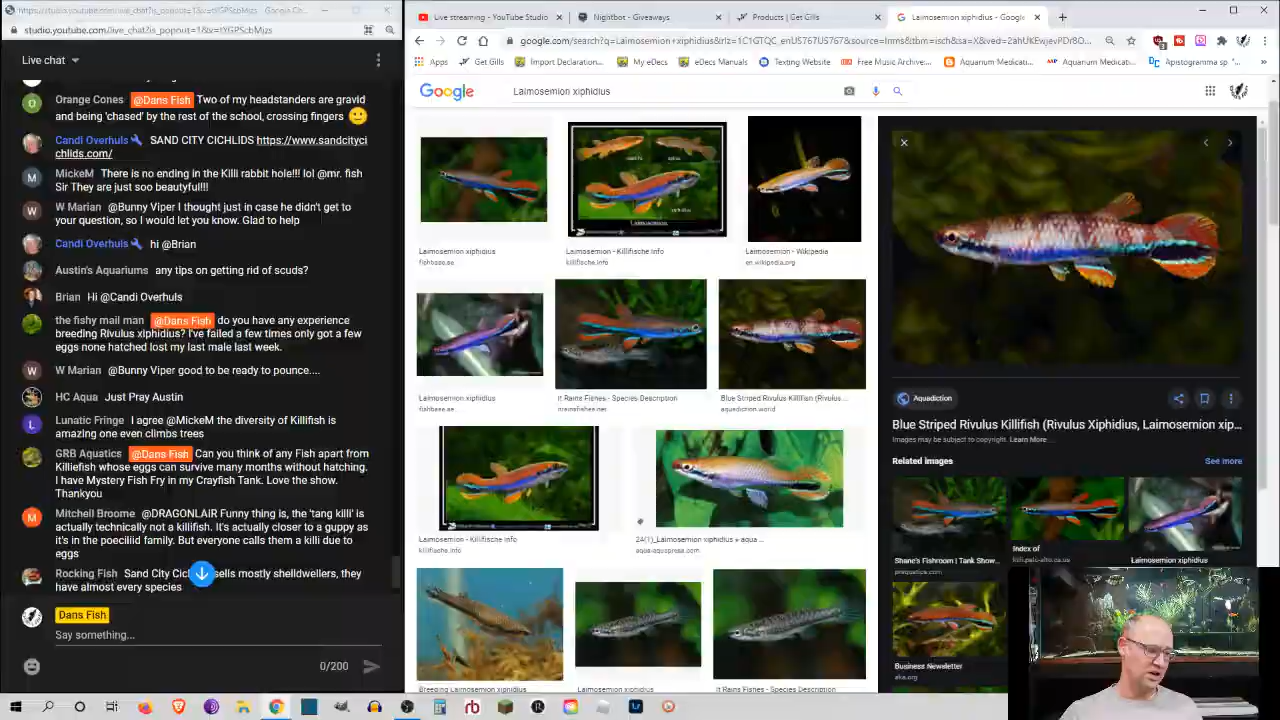 Live streaming - YouTube Studio
Nightbot - Giveaways
Products | Get Gills
Laimosemion xiphidius - Google
studio.youtube.com/live_chat?is_popout=1&v=tXGPScbMjzs
Live chat
Orange Cones @Dans Fish Two of my headstanders are gravid
and being 'chased' by the rest of the school, crossing fingers 🙂
Candi Overhuls SAND CITY CICHLIDS https://www.sandcityci
chlids.com/
MickeM There is no ending in the Killi rabbit hole!!! lol @mr. fish
Sir They are just soo beautyful!!!
W Marian @Bunny Viper I thought just in case he didn't get to
your question, so I would let you know. Glad to help
Candi Overhuls hi @Brian
Austin's Aquariums any tips on getting rid of scuds?
Brian Hi @Candi Overhuls
the fishy mail man @Dans Fish do you have any experience
breeding Rivulus xiphidius? I've failed a few times only got a few
eggs none hatched lost my last male last week.
W Marian @Bunny Viper good to be ready to pounce....
HC Aqua Just Pray Austin
Lunatic Fringe I agree @MickeM the diversity of Killifish is
amazing one even climbs trees
GRB Aquatics @Dans Fish Can you think of any Fish apart from
Killiefish whose eggs can survive many months without hatching.
I have Mystery Fish Fry in my Crayfish Tank. Love the show.
Thankyou
Mitchell Broome @DRAGONLAIR Funny thing is, the 'tang killi' is
actually technically not a killifish. It's actually closer to a guppy as
it's in the poeciliid family. But everyone calls them a killi due to
eggs
Rocking Fish Sand City sells mostly shelldwellers, they
have almost every species
Dans Fish
Say something...
0/200
Get Gills
Import Declaration...
My eDecs
eDecs Manuals
Texting Website
Free Music Archive...
Aquarium Medicat...
Aquarium Medicat...
Apistogramma sp "...
Google
Laimosemion xiphidius
Laimosemion xiphidius
fishbase.se
Laimosemion - Killifische.Info
killifische.info
Laimosemion - Wikipedia
en.wikipedia.org
Laimosemion xiphidius
fishbase.se
It Rains Fishes - Species Description
itrainsfishes.net
Blue Striped Rivulus Killifish (Rivulus ...
aquadiction.world
Laimosemion - Killifische.Info
killifische.info
Breeding Laimosemion xiphidius
Laimosemion xiphidius
It Rains Fishes - Species Description
Aquadiction
Blue Striped Rivulus Killifish (Rivulus Xiphidius, Laimosemion xip...
Images may be subject to copyright. Learn More
Related images
See more
Shane's Fishroom | Tank Show...
Index of
Laimosemion xiphidius
Business Newsletter
aka.org